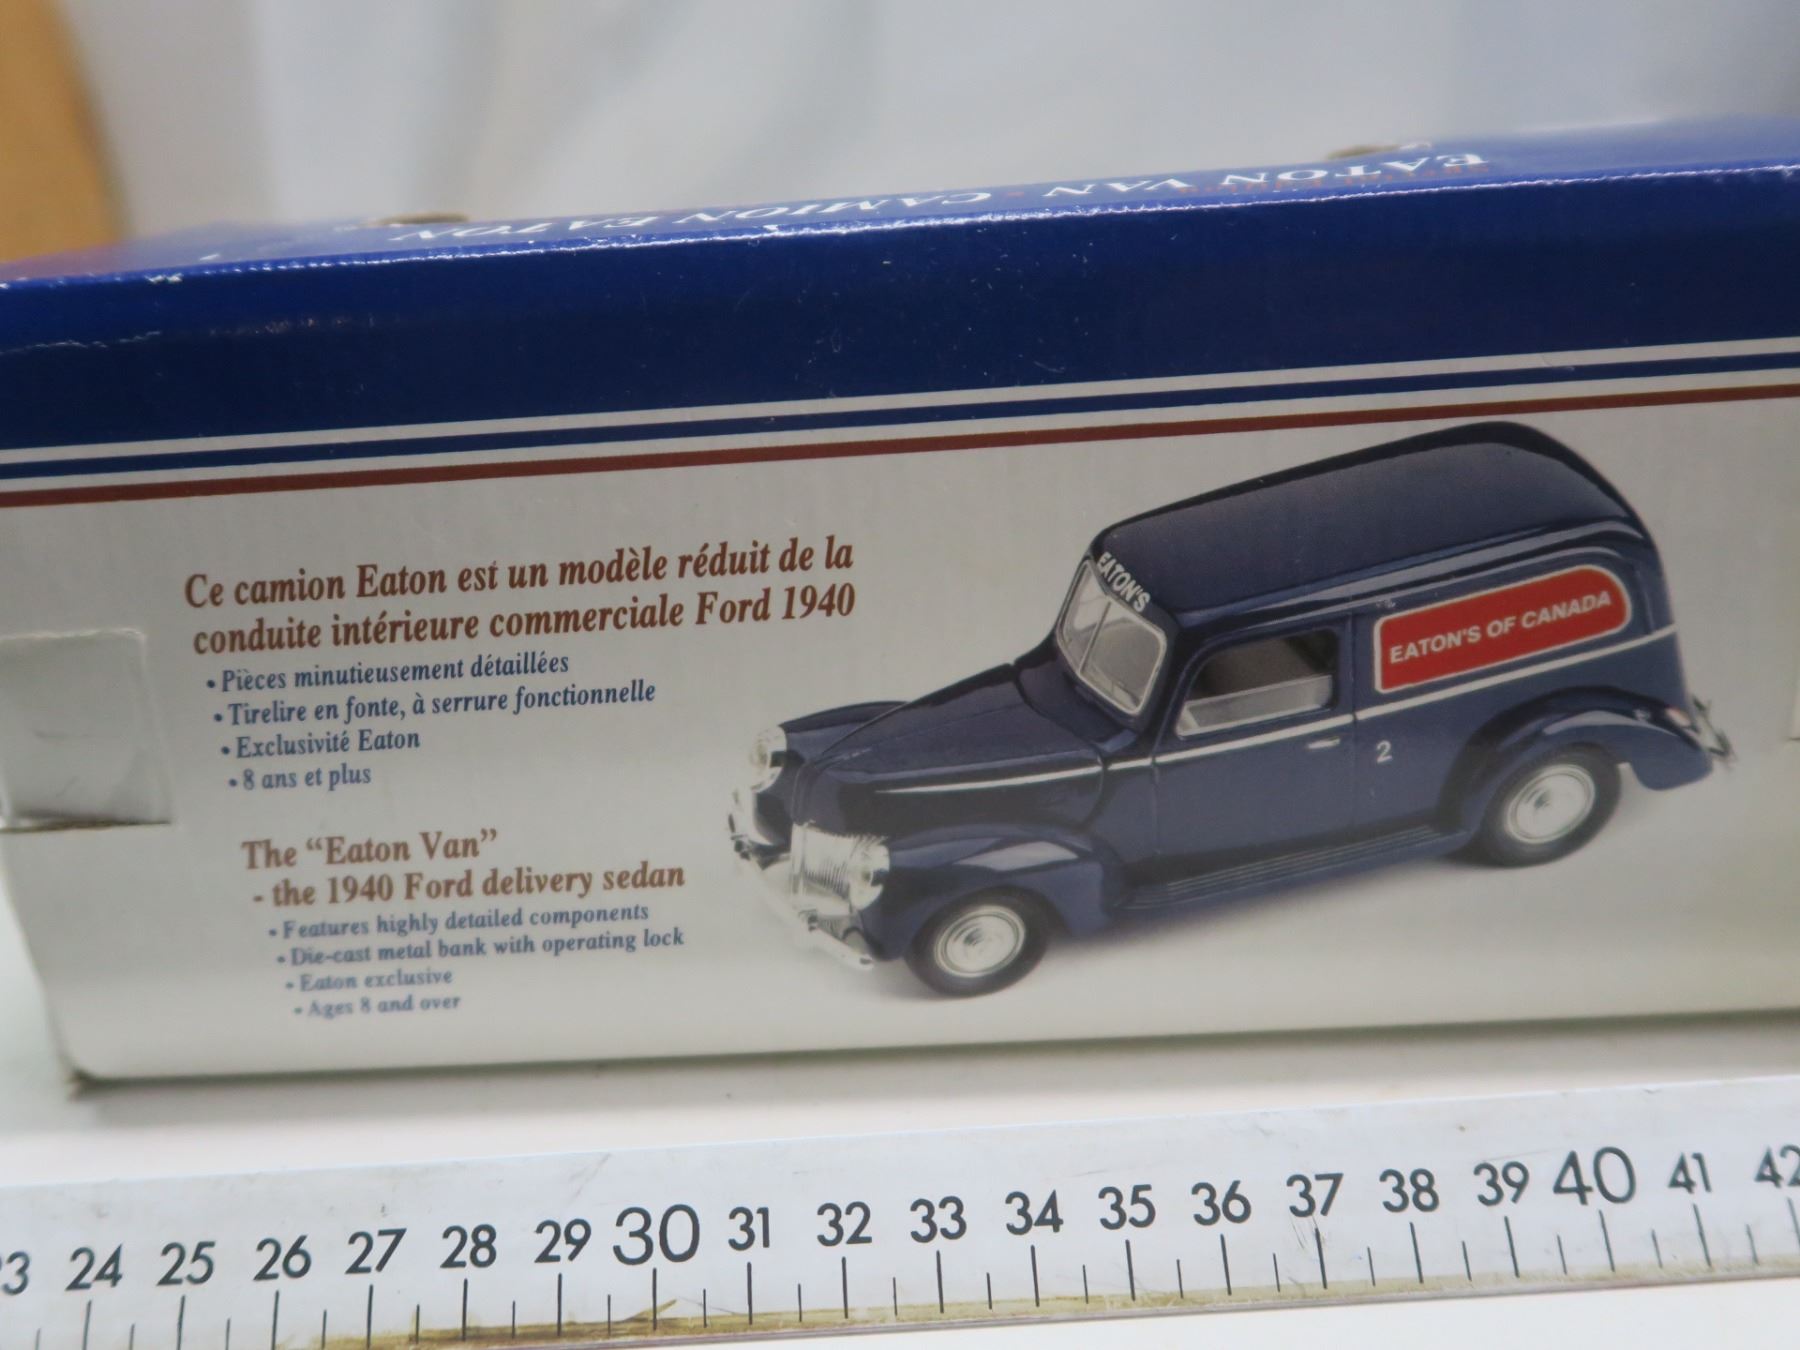 EATON VAN • CAMION EATON
Ce camion Eaton est un modèle réduit de la
conduite intérieure commerciale Ford 1940
• Pièces minutieusement détaillées
• Tirelire en fonte, à serrure fonctionnelle
• Exclusivité Eaton
• 8 ans et plus
The “Eaton Van”
- the 1940 Ford delivery sedan
• Features highly detailed components
• Die-cast metal bank with operating lock
• Eaton exclusive
• Ages 8 and over
EATON'S
EATON'S OF CANADA
2
24 25 26 27 28 29 30 31 32 33 34 35 36 37 38 39 40 41 42